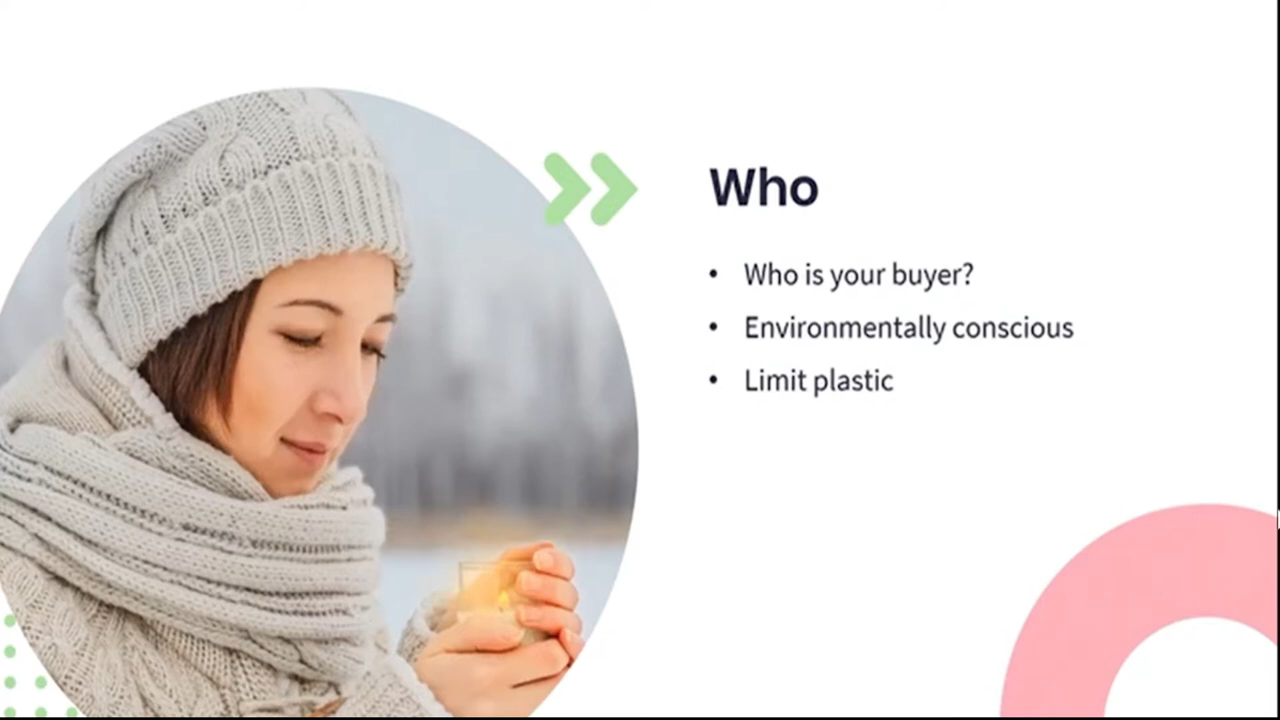 Who
• Who is your buyer?
• Environmentally conscious
• Limit plastic